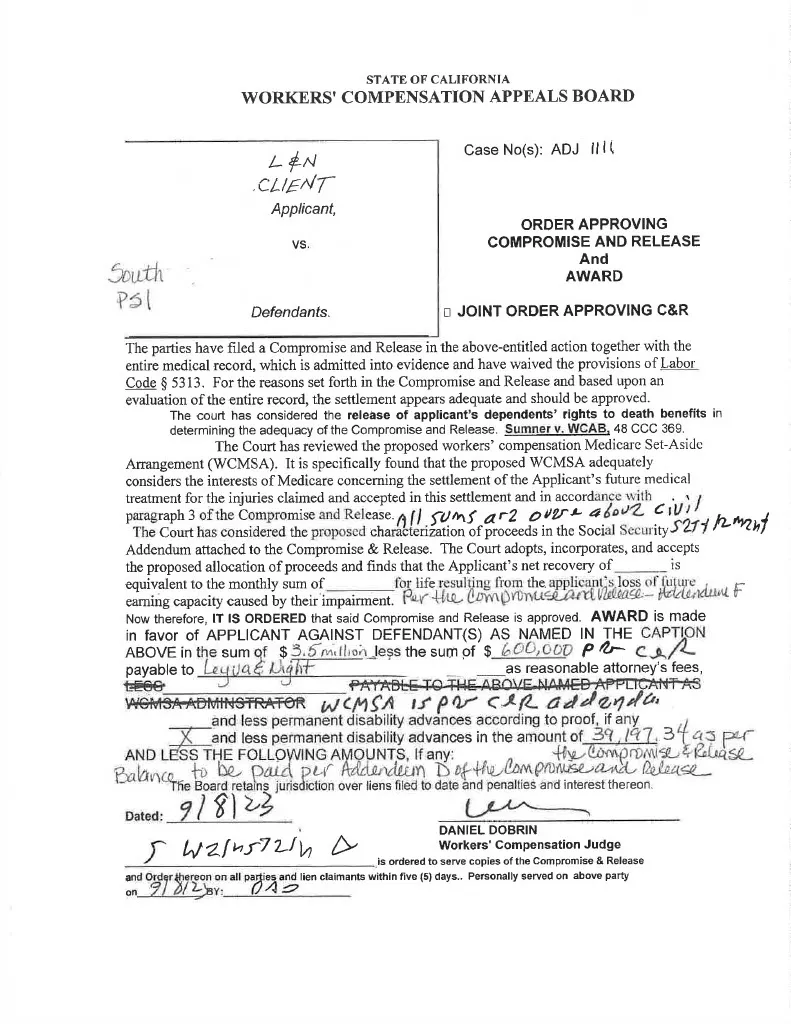 STATE OF CALIFORNIA
WORKERS' COMPENSATION APPEALS BOARD
L & N
CLIENT
Applicant,
vs.
South
PSI
Defendants.
Case No(s): ADJ 1111
ORDER APPROVING
COMPROMISE AND RELEASE
And
AWARD
JOINT ORDER APPROVING C&R
The parties have filed a Compromise and Release in the above-entitled action together with the
entire medical record, which is admitted into evidence and have waived the provisions of Labor
Code § 5313. For the reasons set forth in the Compromise and Release and based upon an
evaluation of the entire record, the settlement appears adequate and should be approved.
The court has considered the release of applicant's dependents' rights to death benefits in
determining the adequacy of the Compromise and Release. Sumner v. WCAB, 48 CCC 369.
The Court has reviewed the proposed workers' compensation Medicare Set-Aside
Arrangement (WCMSA). It is specifically found that the proposed WCMSA adequately
considers the interests of Medicare concerning the settlement of the Applicant's future medical
treatment for the injuries claimed and accepted in this settlement and in accordance with
paragraph 3 of the Compromise and Release. All sums are over & above civil
The Court has considered the proposed characterization of proceeds in the Social Security settlement
Addendum attached to the Compromise & Release. The Court adopts, incorporates, and accepts
the proposed allocation of proceeds and finds that the Applicant's net recovery of ______ is
equivalent to the monthly sum of ______ for life resulting from the applicant's loss of future
earning capacity caused by their impairment. Per the Compromise and Release - Addendum F
Now therefore, IT IS ORDERED that said Compromise and Release is approved. AWARD is made
in favor of APPLICANT AGAINST DEFENDANT(S) AS NAMED IN THE CAPTION
ABOVE in the sum of $ 3.5 million less the sum of $ 600,000 per C&R
payable to Leyva & Night as reasonable attorney's fees,
LESS PAYABLE TO THE ABOVE-NAMED APPLICANT AS
WCMSA ADMINSTRATOR WCMSA is per C&R addenda
and less permanent disability advances according to proof, if any
X and less permanent disability advances in the amount of 39,197.34 as per
AND LESS THE FOLLOWING AMOUNTS, If any: the Compromise & Release
Balance to be paid per Addendum D of the Compromise and Release
The Board retains jurisdiction over liens filed to date and penalties and interest thereon.
Dated: 9/8/23
DANIEL DOBRIN
Workers' Compensation Judge
is ordered to serve copies of the Compromise & Release
and Order thereon on all parties and lien claimants within five (5) days.. Personally served on above party
on BY: